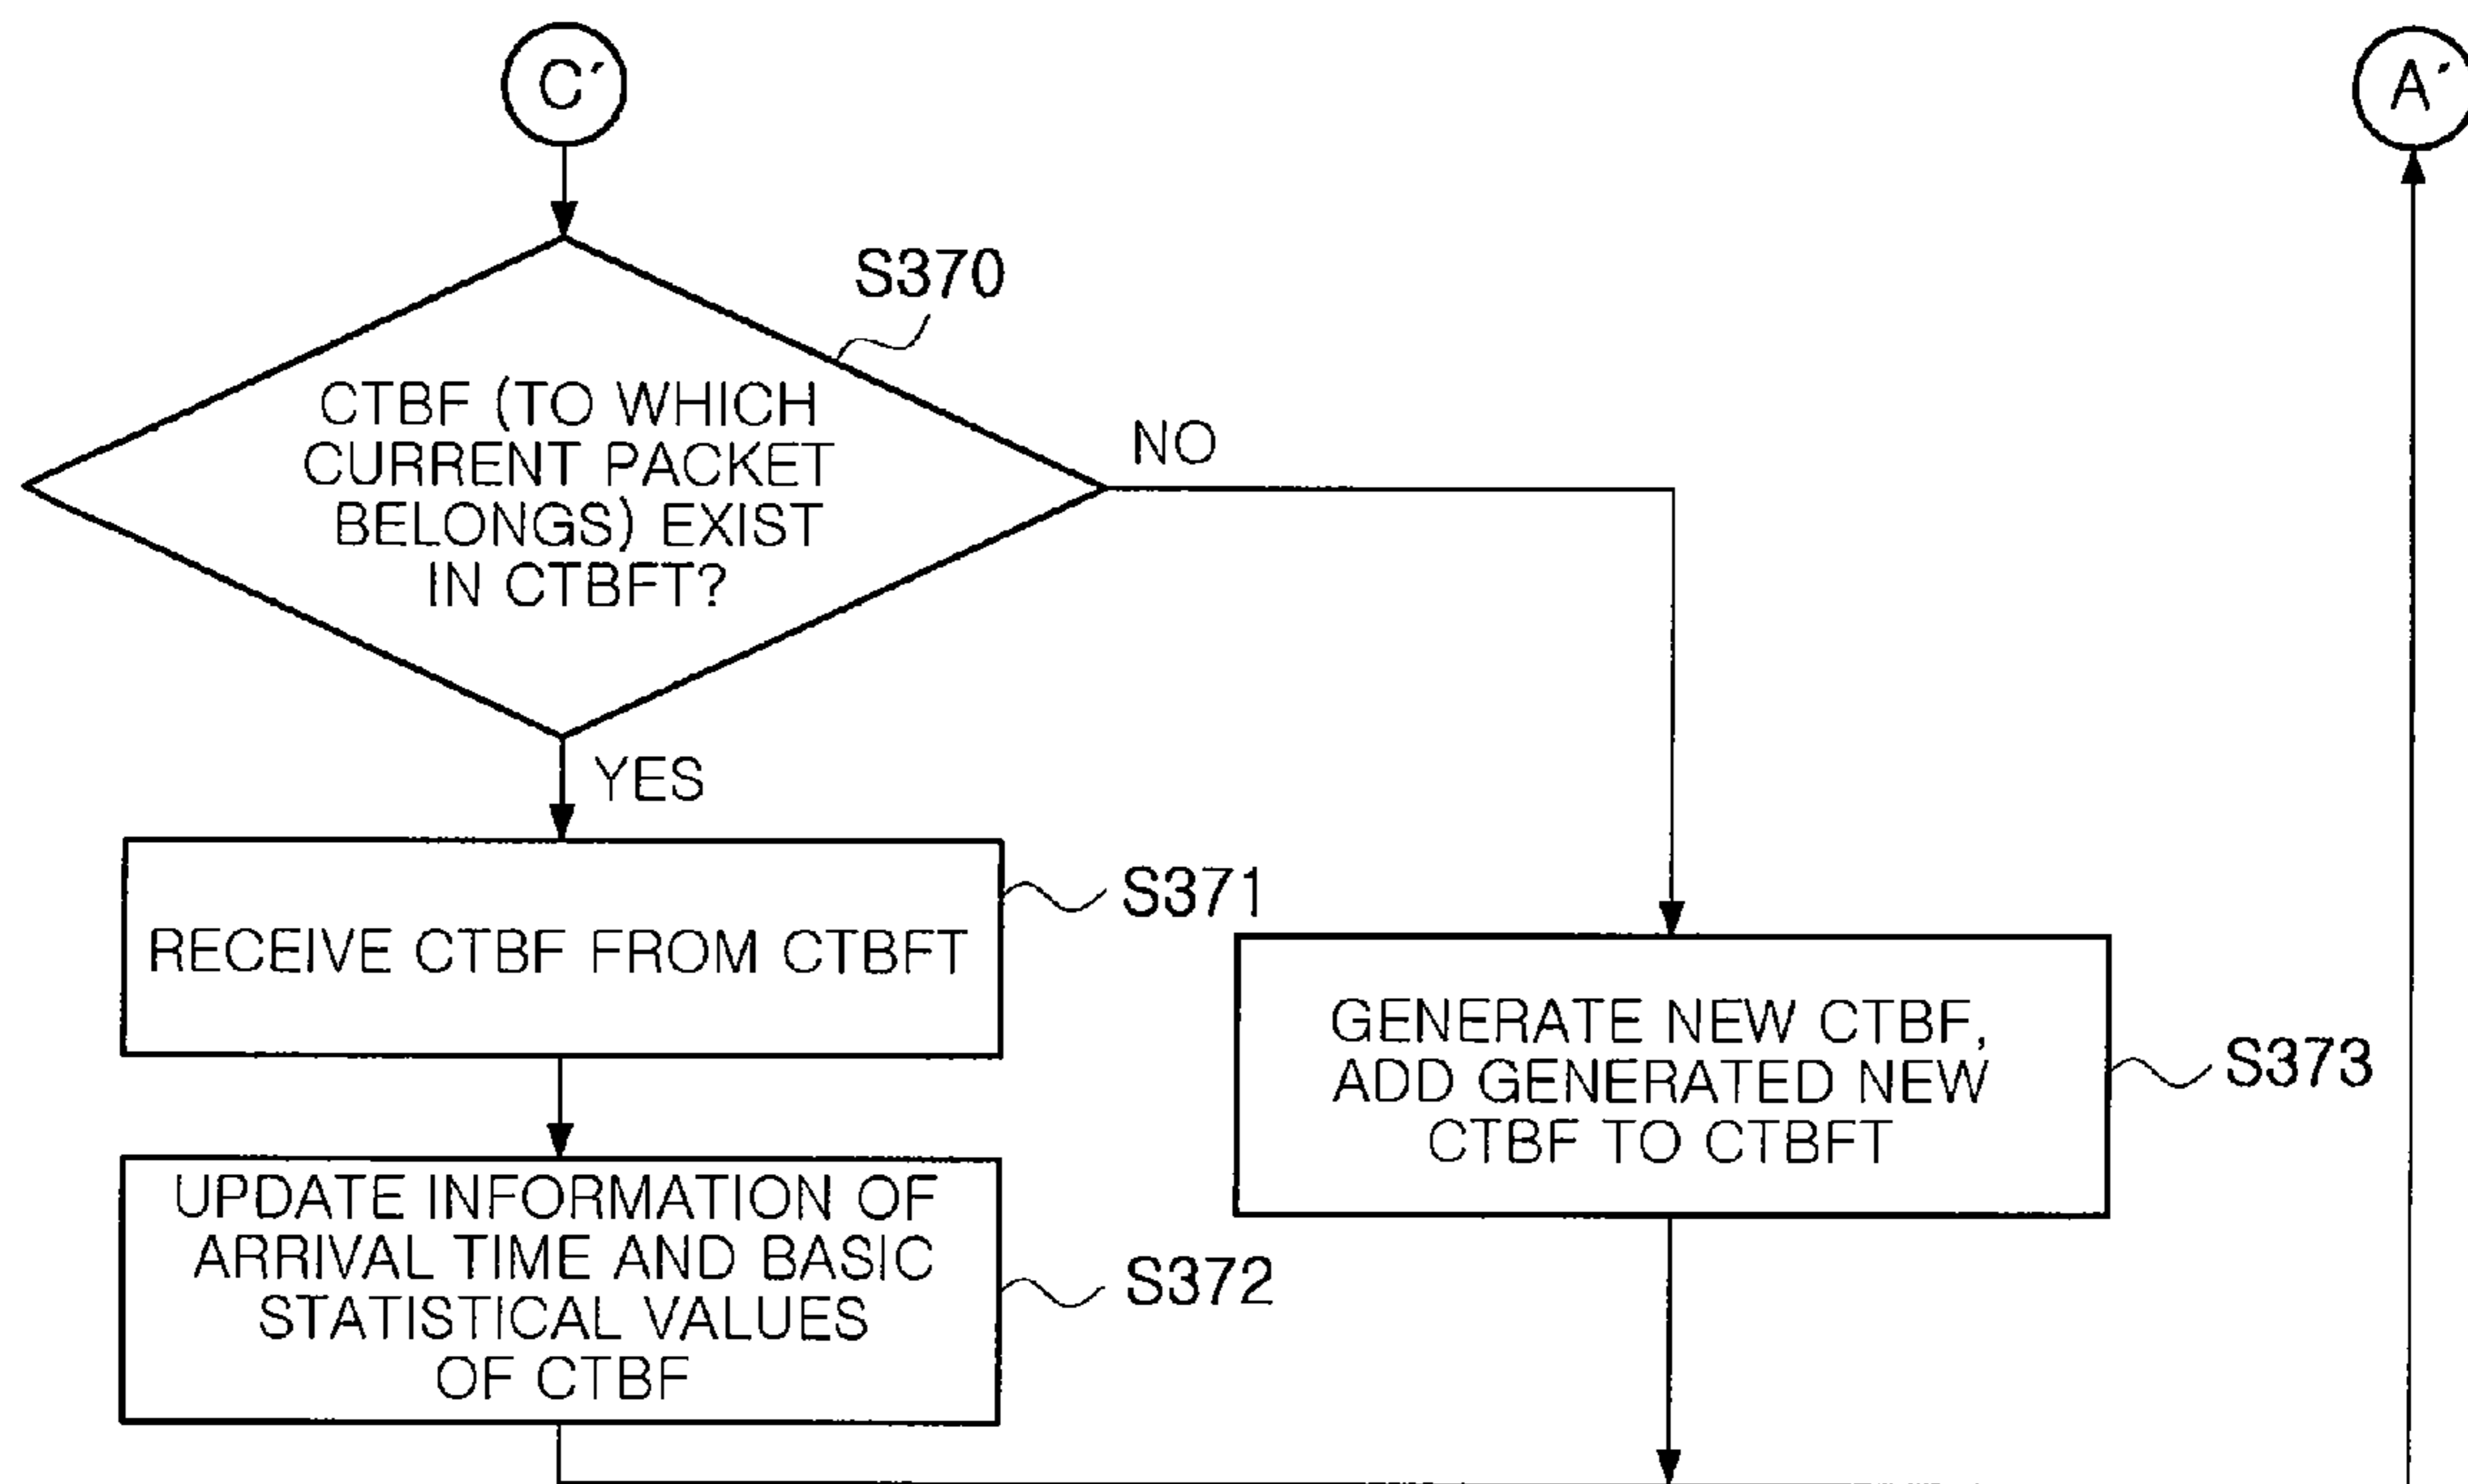 C′
A′
S370
CTBF (TO WHICH
CURRENT PACKET
BELONGS) EXIST
IN CTBFT?
NO
YES
S371
RECEIVE CTBF FROM CTBFT
GENERATE NEW CTBF,
ADD GENERATED NEW
CTBF TO CTBFT
S373
UPDATE INFORMATION OF
ARRIVAL TIME AND BASIC
STATISTICAL VALUES
OF CTBF
S372